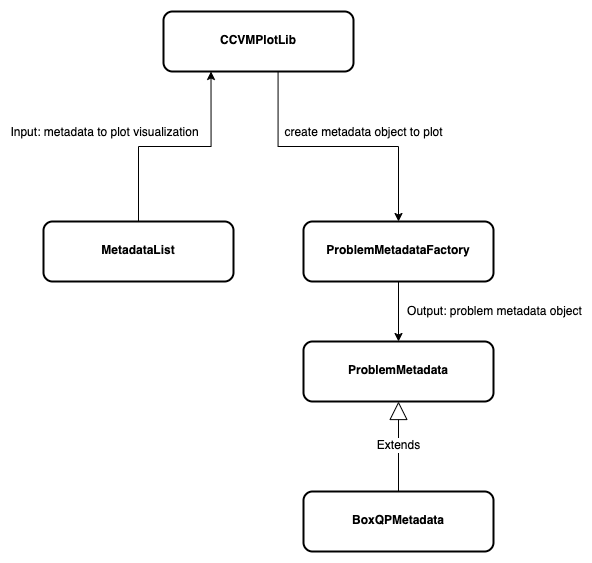 CCVMPlotLib
Input: metadata to plot visualization
create metadata object to plot
MetadataList
ProblemMetadataFactory
Output: problem metadata object
ProblemMetadata
Extends
BoxQPMetadata